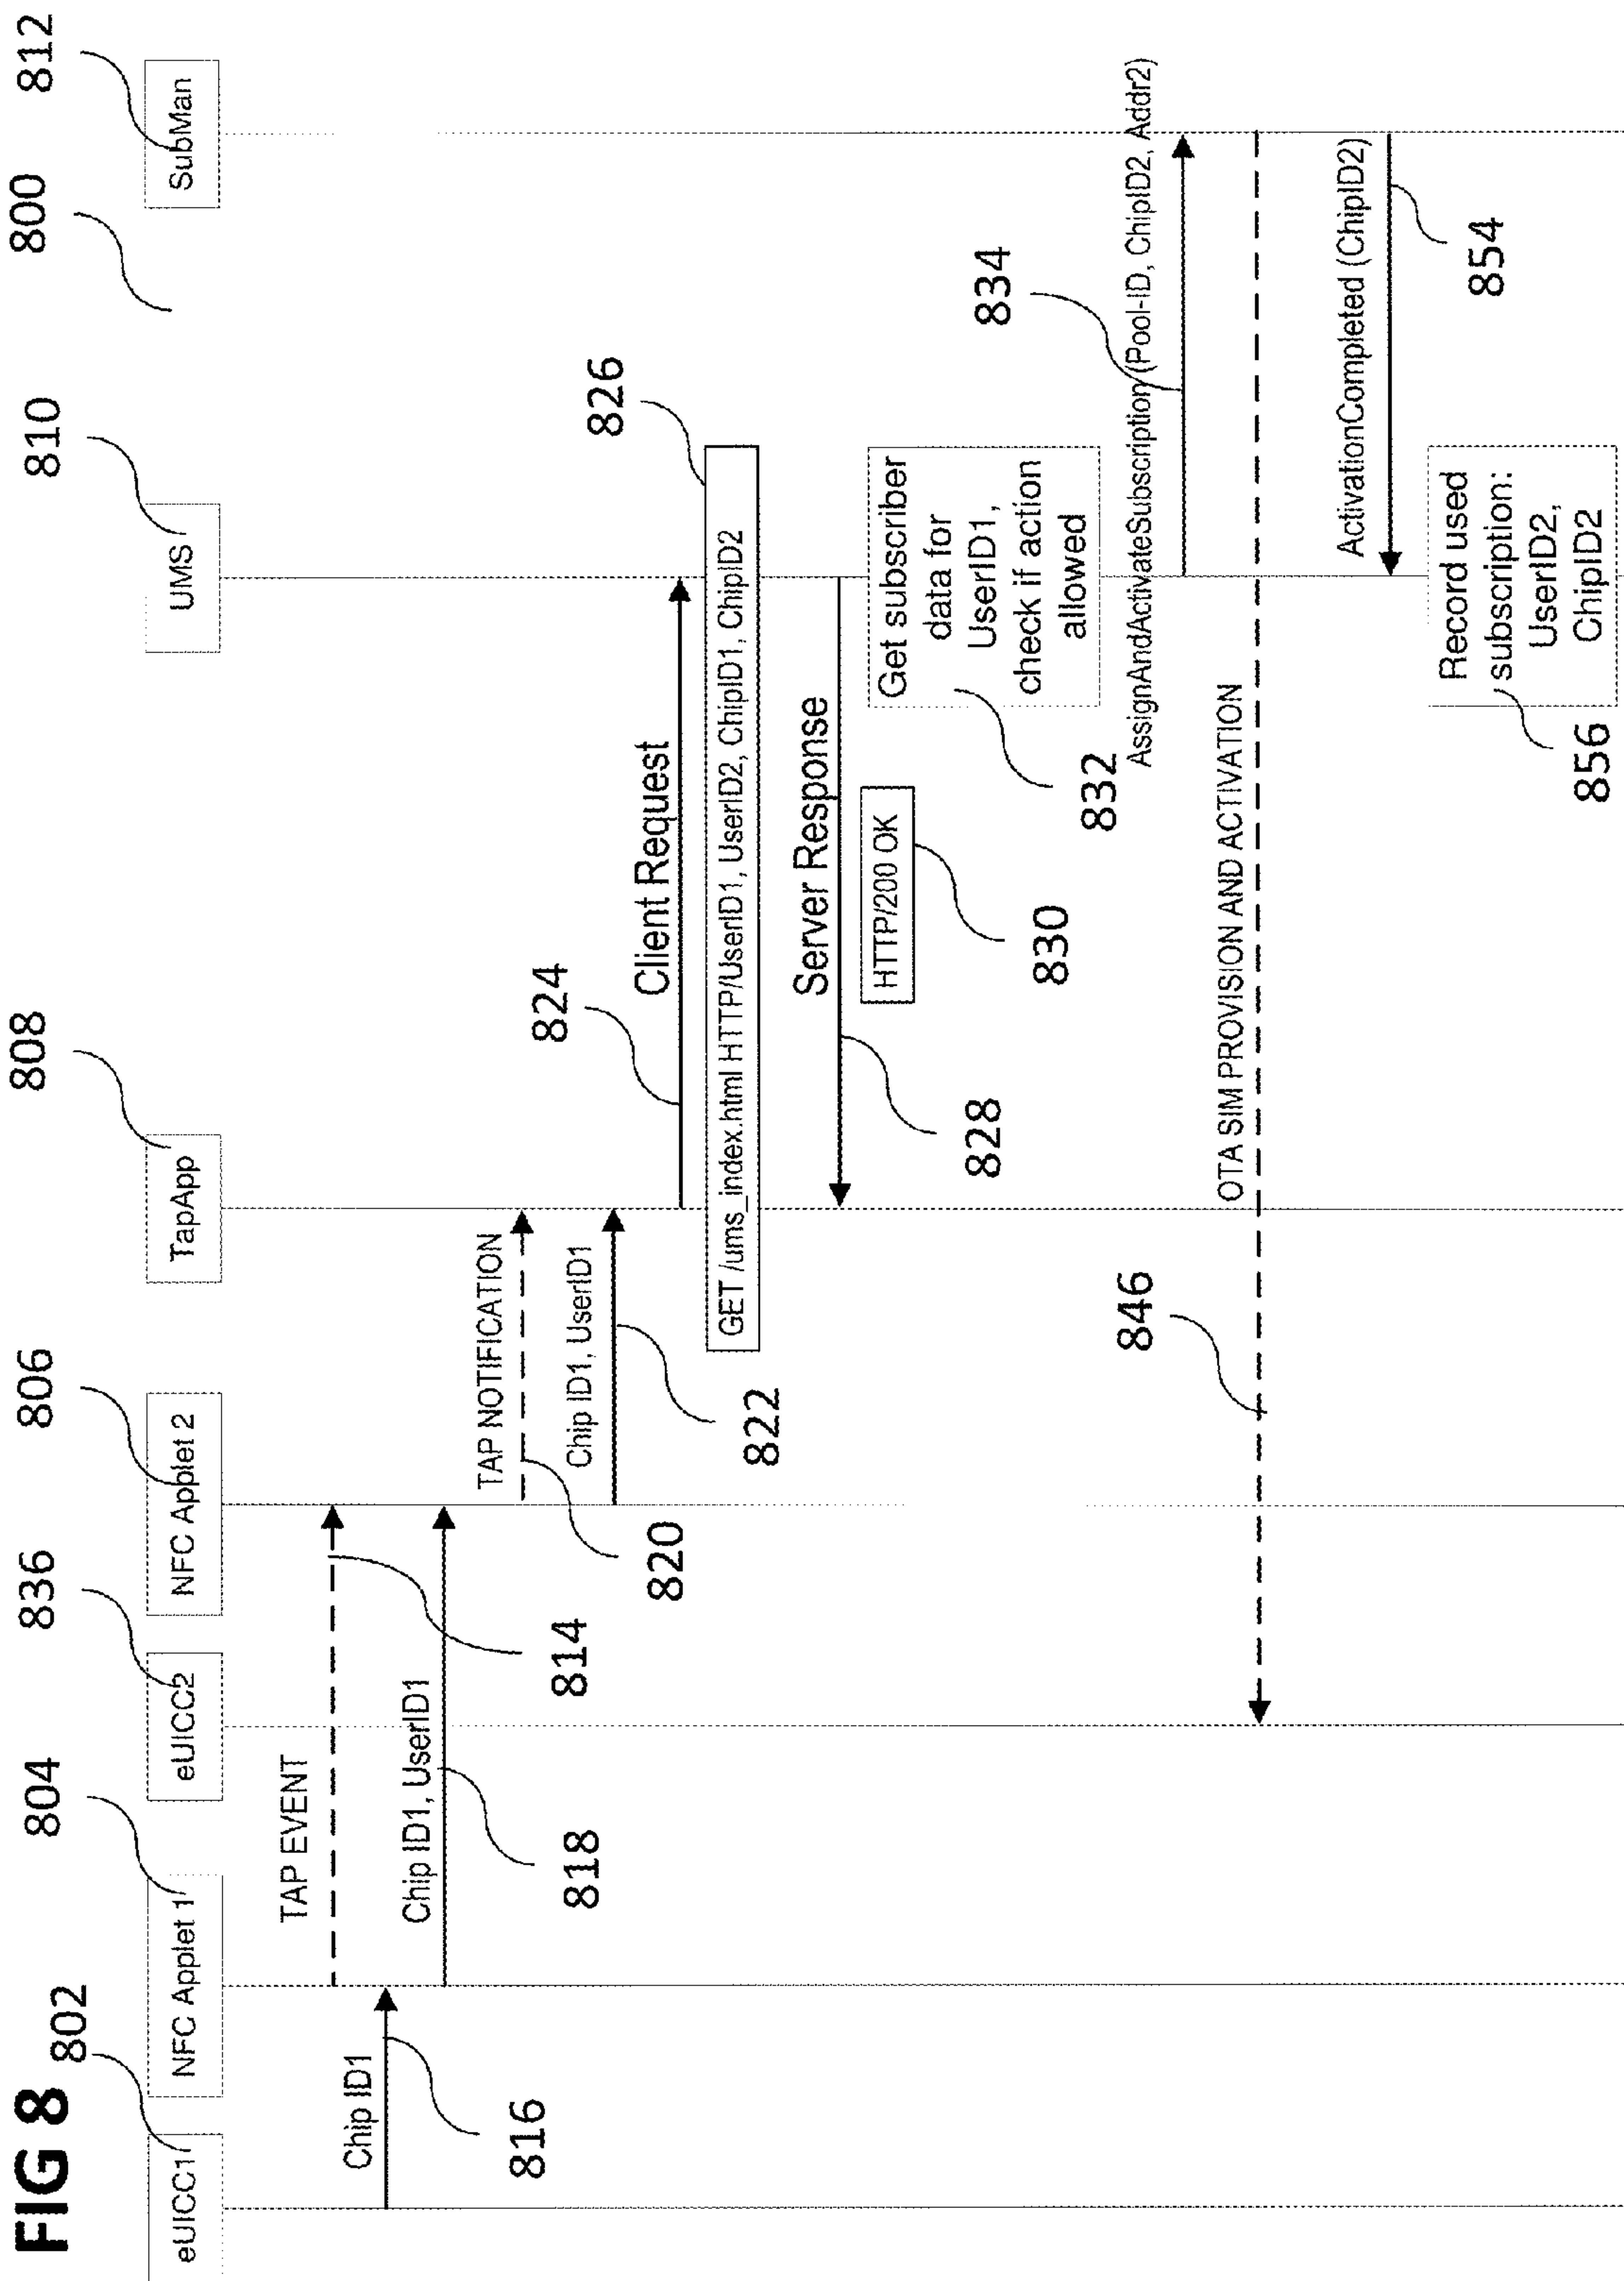 FIG 8
802
804
836
806
808
810
800
812
eUICC1
NFC Applet 1
eUICC2
NFC Applet 2
TapApp
UMS
SubMan
TAP EVENT
814
Chip ID1
816
Chip ID1, UserID1
818
TAP NOTIFICATION
820
Chip ID1, UserID1
822
824
Client Request
826
GET /ums_index.html HTTP/UserID1, UserID2, ChipID1, ChipID2
Server Response
828
HTTP/200 OK
830
Get subscriber
data for
UserID1,
check if action
allowed
832
834
AssignAndActivateSubscription(Pool-ID, ChipID2, Addr2)
OTA SIM PROVISION AND ACTIVATION
846
ActivationCompleted (ChipID2)
854
Record used
subscription:
UserID2,
ChipID2
856